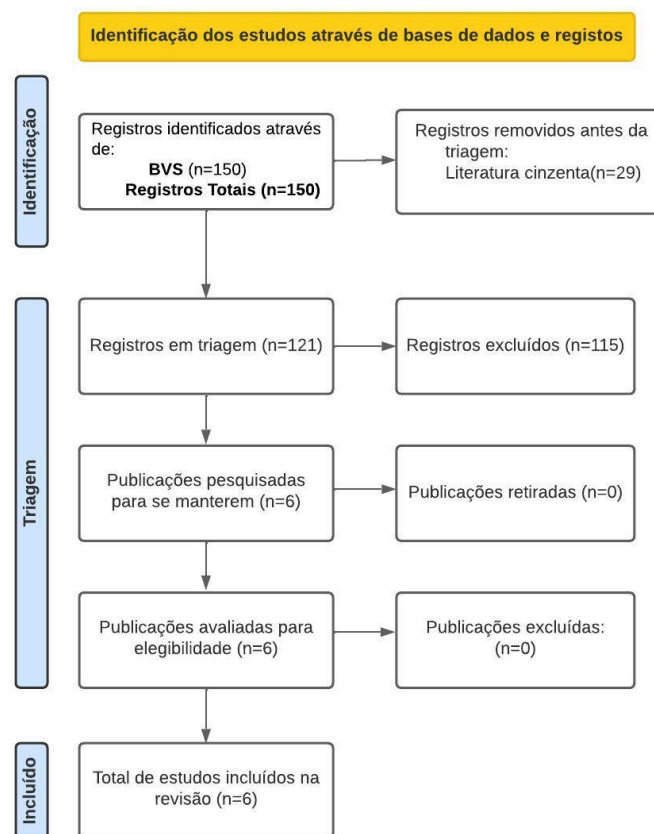 Identificação dos estudos através de bases de dados e registos
Identificação
Registros identificados através
de:
BVS (n=150)
Registros Totais (n=150)
Registros removidos antes da
triagem:
Literatura cinzenta(n=29)
Triagem
Registros em triagem (n=121)
Registros excluídos (n=115)
Publicações pesquisadas
para se manterem (n=6)
Publicações retiradas (n=0)
Publicações avaliadas para
elegibilidade (n=6)
Publicações excluídas:
(n=0)
Incluído
Total de estudos incluídos na
revisão (n=6)